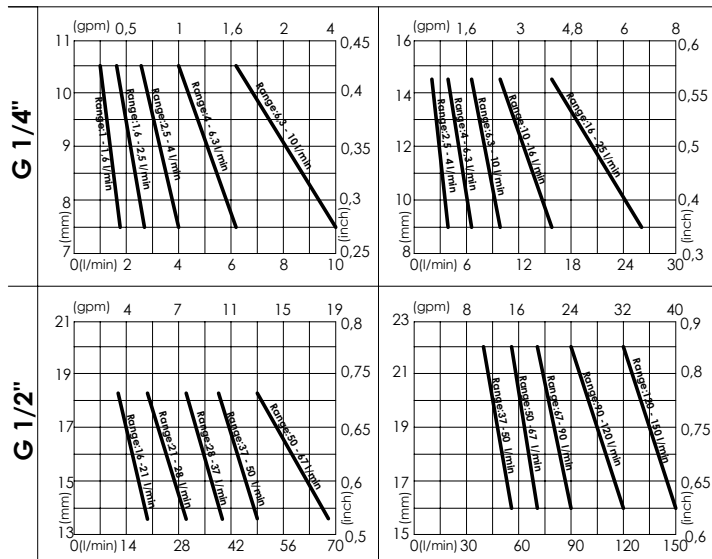 G 1/4"
(gpm) 0,5 1 1,6 2 4
11 10 9 8 7
(mm)
0,45 0,4 0,35 0,3 0,25
(inch)
Range:1 - 1,6 l/min
Range:1,6 - 2,5 l/min
Range:2,5 - 4 l/min
Range:4 - 6,3 l/min
Range:6,3 - 10 l/min
0(l/min) 2 4 6 8 10
(gpm) 1,6 3 4,8 6 8
16 14 12 10 8
(mm)
0,6 0,55 0,5 0,4 0,3
(inch)
Range:2,5 - 4 l/min
Range:4 - 6,3 l/min
Range:6,3 - 10 l/min
Range:10 -16 l/min
Range:16 - 25 l/min
0(l/min) 6 12 18 24 30
G 1/2"
(gpm) 4 7 11 15 19
21 19 17 15 13
(mm)
0,8 0,75 0,65 0,6 0,5
(inch)
Range:16 -21 l/min
Range:21 - 28 l/min
Range:28 -37 l/min
Range:37 - 50 l/min
Range:50 -67 l/min
0(l/min) 14 28 42 56 70
(gpm) 8 16 24 32 40
23 21 19 17 16 15
(mm)
0,9 0,85 0,75 0,65 0,6
(inch)
Range:37 -50 l/min
Range:50 -67 l/min
Range:67 - 90 l/min
Range:90 -120 l/min
Range:120 - 150 l/min
0(l/min) 30 60 90 120 150